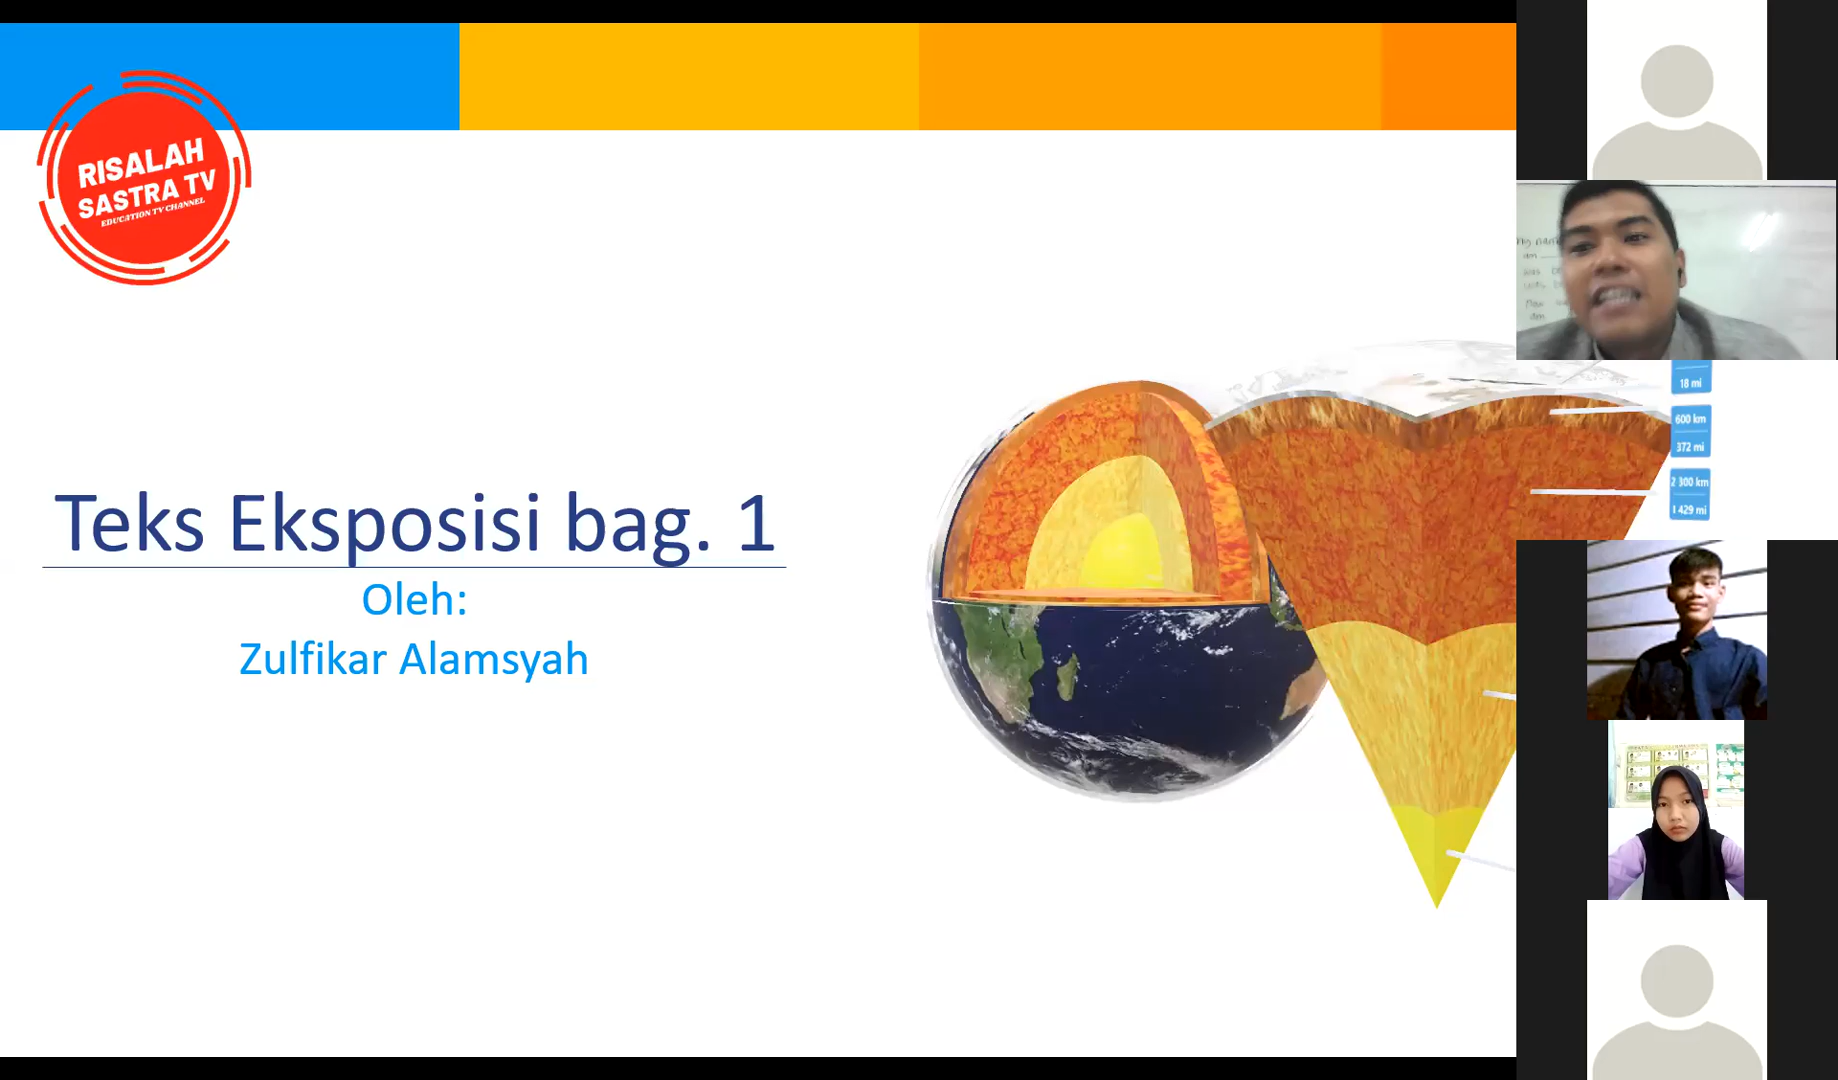 RISALAH
SASTRA TV
EDUCATION TV CHANNEL
Teks Eksposisi bag. 1
Oleh:
Zulfikar Alamsyah
18 mi
600 km
372 mi
2 300 km
1 429 mi